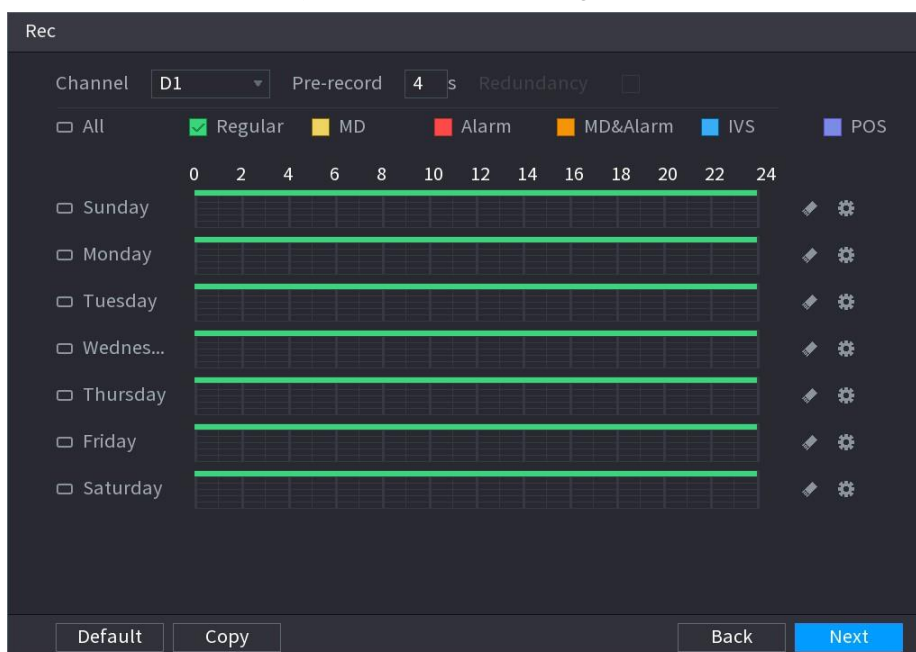 Rec
Channel D1 Pre-record 4 s Redundancy
All Regular MD Alarm MD&Alarm IVS POS
0 2 4 6 8 10 12 14 16 18 20 22 24
Sunday
Monday
Tuesday
Wednes...
Thursday
Friday
Saturday
Default Copy Back Next